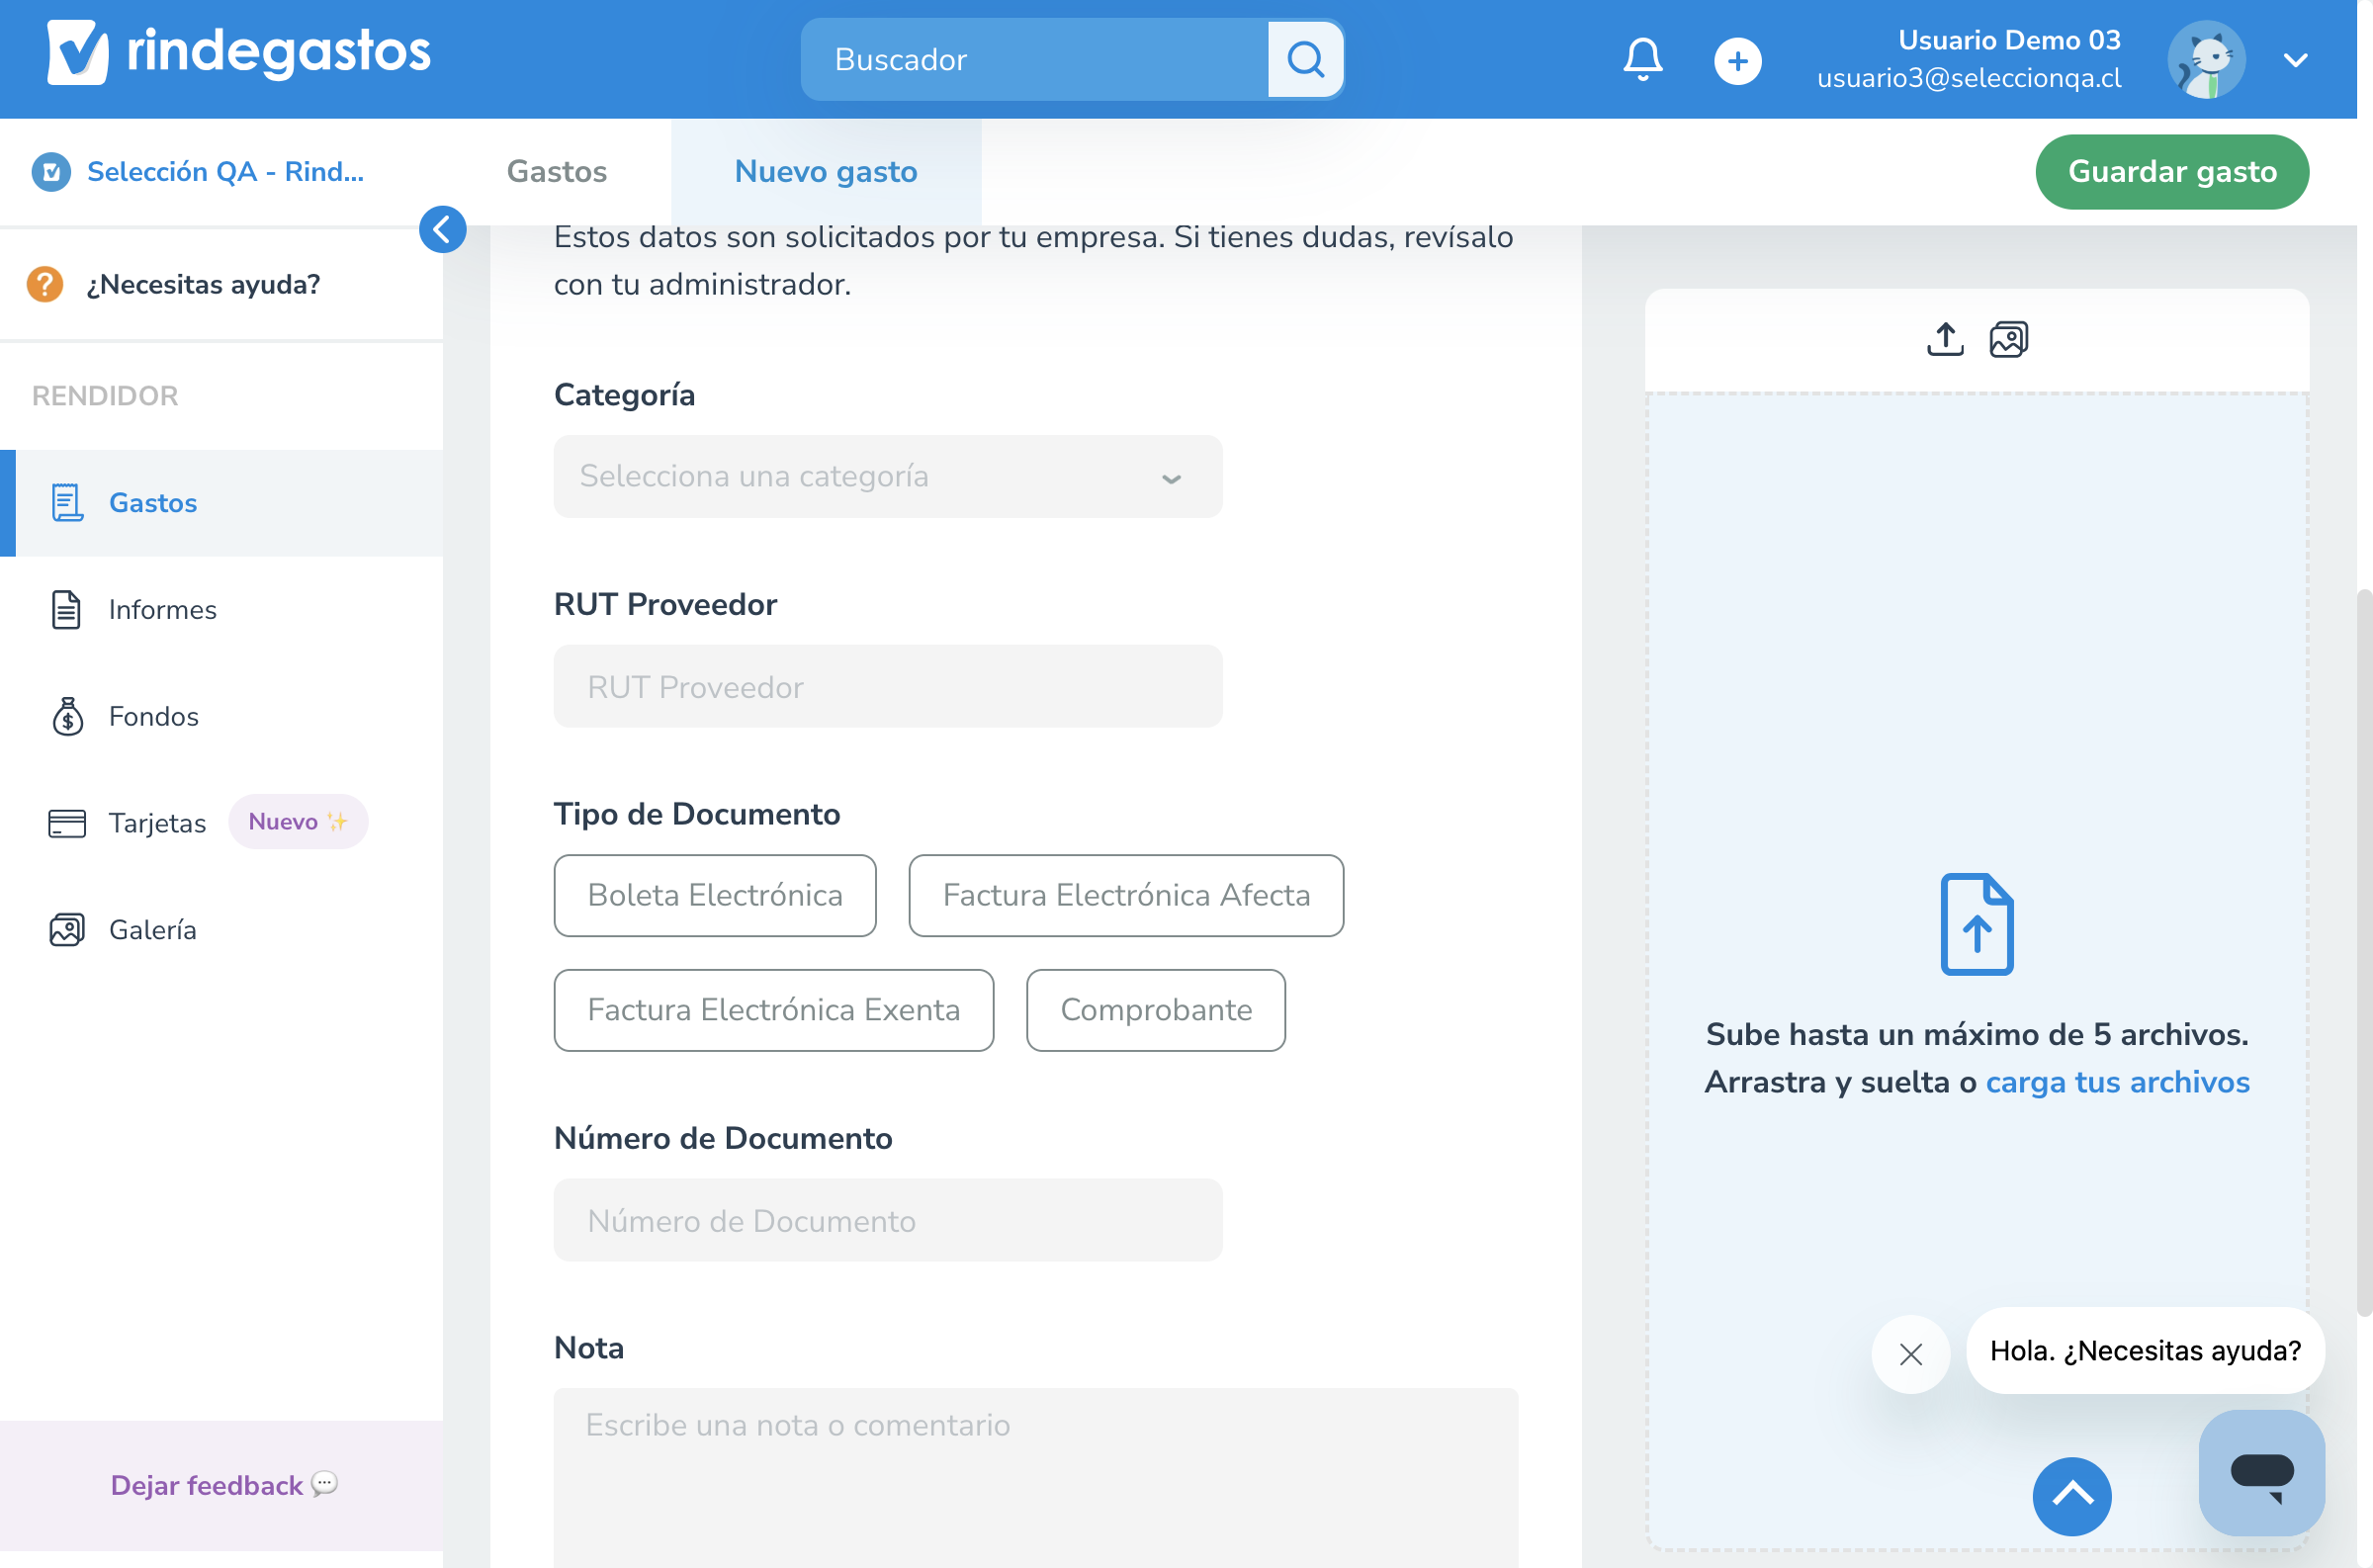 rindegastos
Buscador
Usuario Demo 03
usuario3@seleccionqa.cl
Selección QA - Rind...
Gastos
Nuevo gasto
Guardar gasto
¿Necesitas ayuda?
RENDIDOR
Gastos
Informes
Fondos
Tarjetas Nuevo ✨
Galería
Dejar feedback 💬
Estos datos son solicitados por tu empresa. Si tienes dudas, revísalo
con tu administrador.
Categoría
Selecciona una categoría
RUT Proveedor
RUT Proveedor
Tipo de Documento
Boleta Electrónica
Factura Electrónica Afecta
Factura Electrónica Exenta
Comprobante
Número de Documento
Número de Documento
Nota
Escribe una nota o comentario
Sube hasta un máximo de 5 archivos.
Arrastra y suelta o carga tus archivos
Hola. ¿Necesitas ayuda?